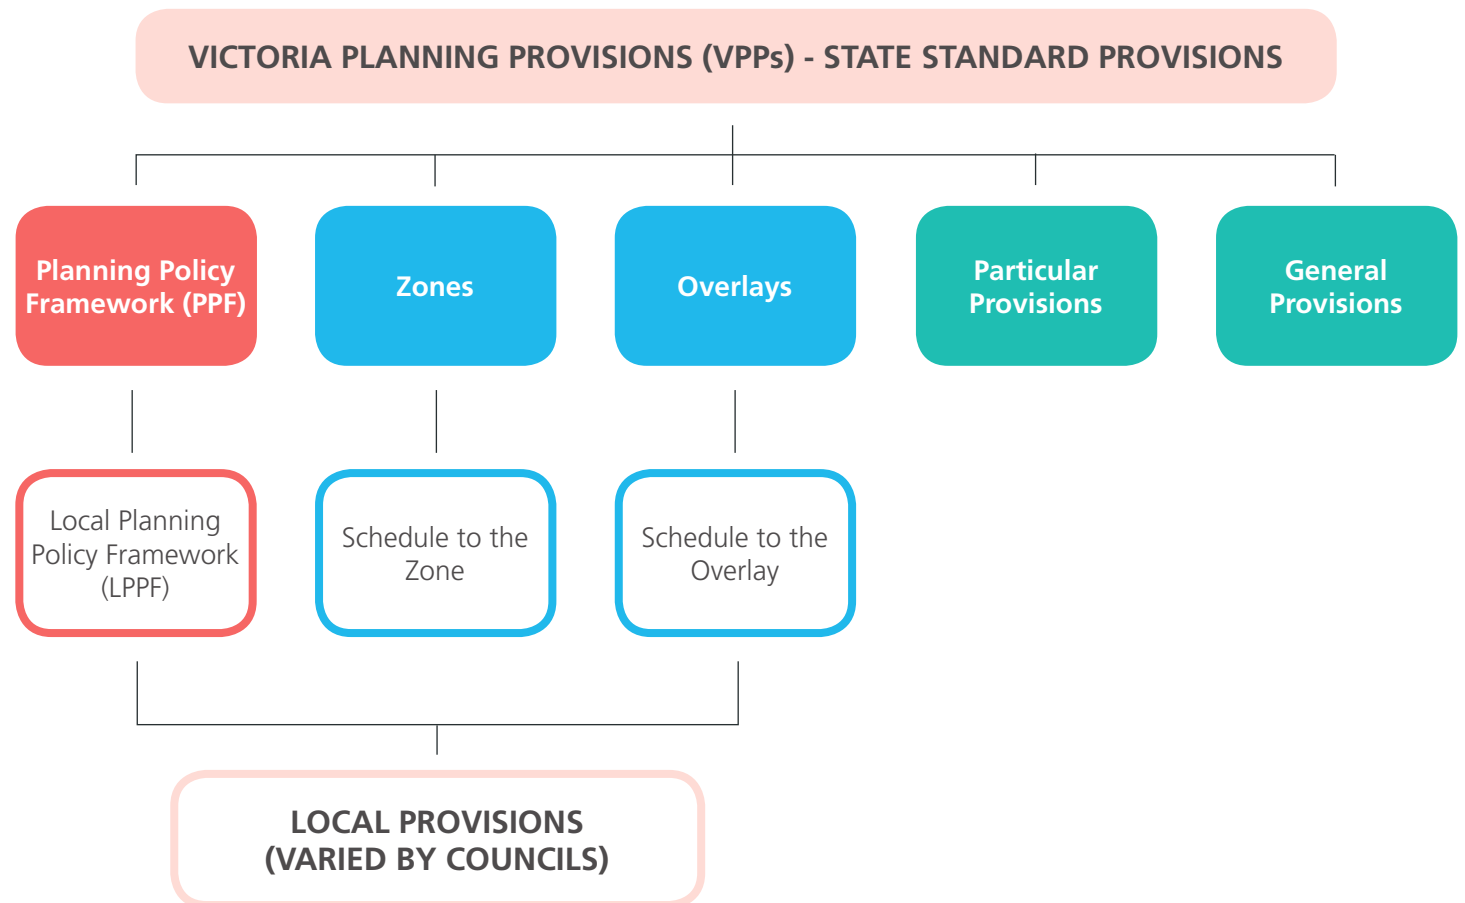 VICTORIA PLANNING PROVISIONS (VPPs) - STATE STANDARD PROVISIONS
Planning Policy
Framework (PPF)
Zones
Overlays
Particular
Provisions
General
Provisions
Local Planning
Policy Framework
(LPPF)
Schedule to the
Zone
Schedule to the
Overlay
LOCAL PROVISIONS
(VARIED BY COUNCILS)